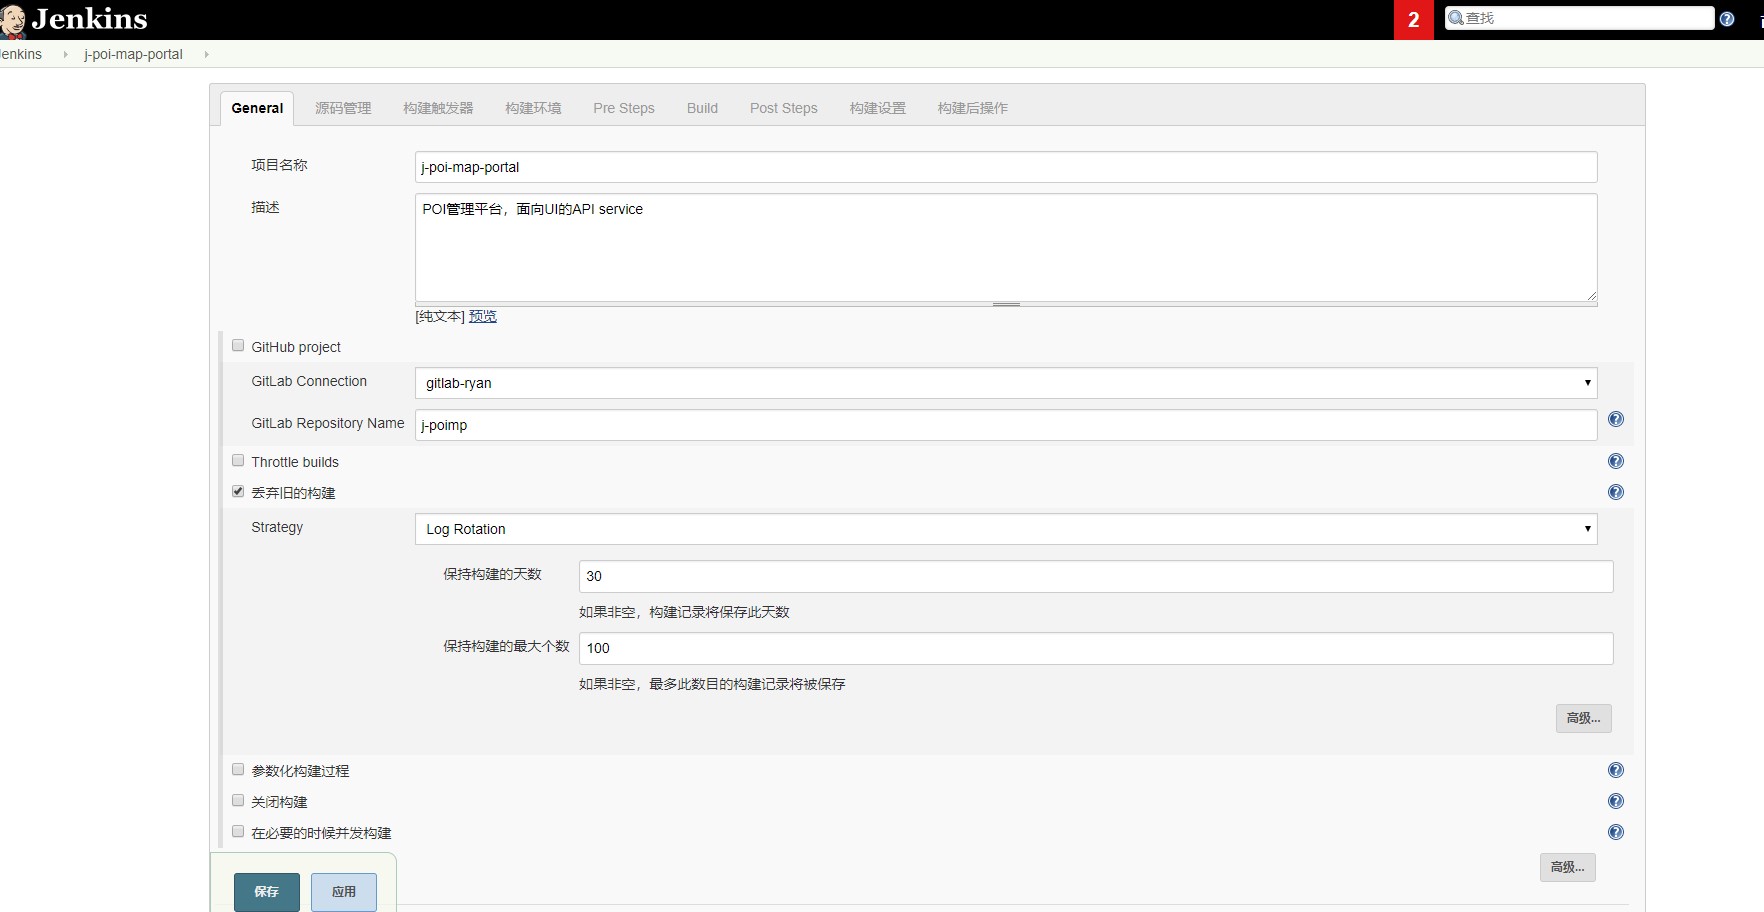 Jenkins
2
查找
enkins
j-poi-map-portal
General
源码管理
构建触发器
构建环境
Pre Steps
Build
Post Steps
构建设置
构建后操作
项目名称
j-poi-map-portal
描述
POI管理平台，面向UI的API service
[纯文本] 预览
GitHub project
GitLab Connection
gitlab-ryan
GitLab Repository Name
j-poimp
Throttle builds
丢弃旧的构建
Strategy
Log Rotation
保持构建的天数
30
如果非空，构建记录将保存此天数
保持构建的最大个数
100
如果非空，最多此数目的构建记录将被保存
高级...
参数化构建过程
关闭构建
在必要的时候并发构建
高级...
保存
应用